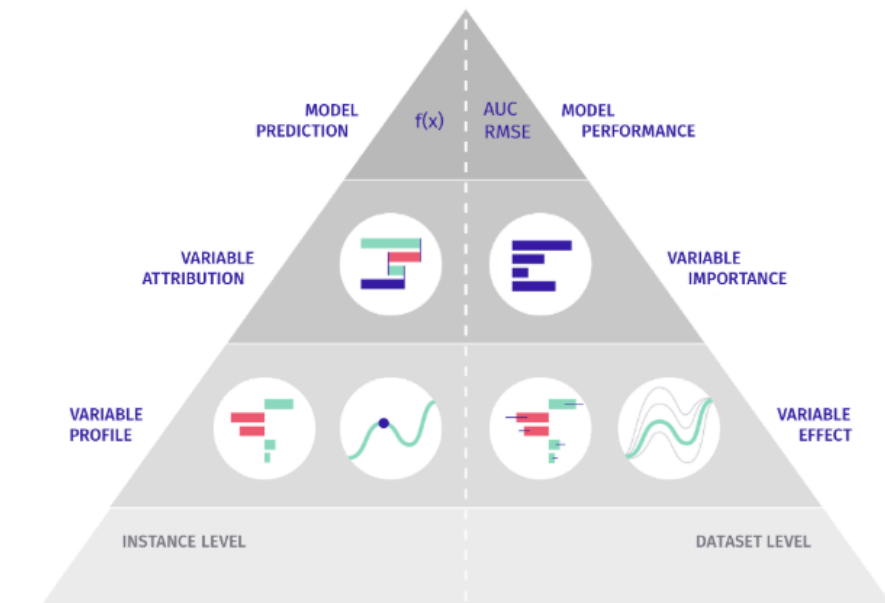 MODEL
PREDICTION
f(x)
AUC
RMSE
MODEL
PERFORMANCE
VARIABLE
ATTRIBUTION
VARIABLE
IMPORTANCE
VARIABLE
PROFILE
VARIABLE
EFFECT
INSTANCE LEVEL
DATASET LEVEL